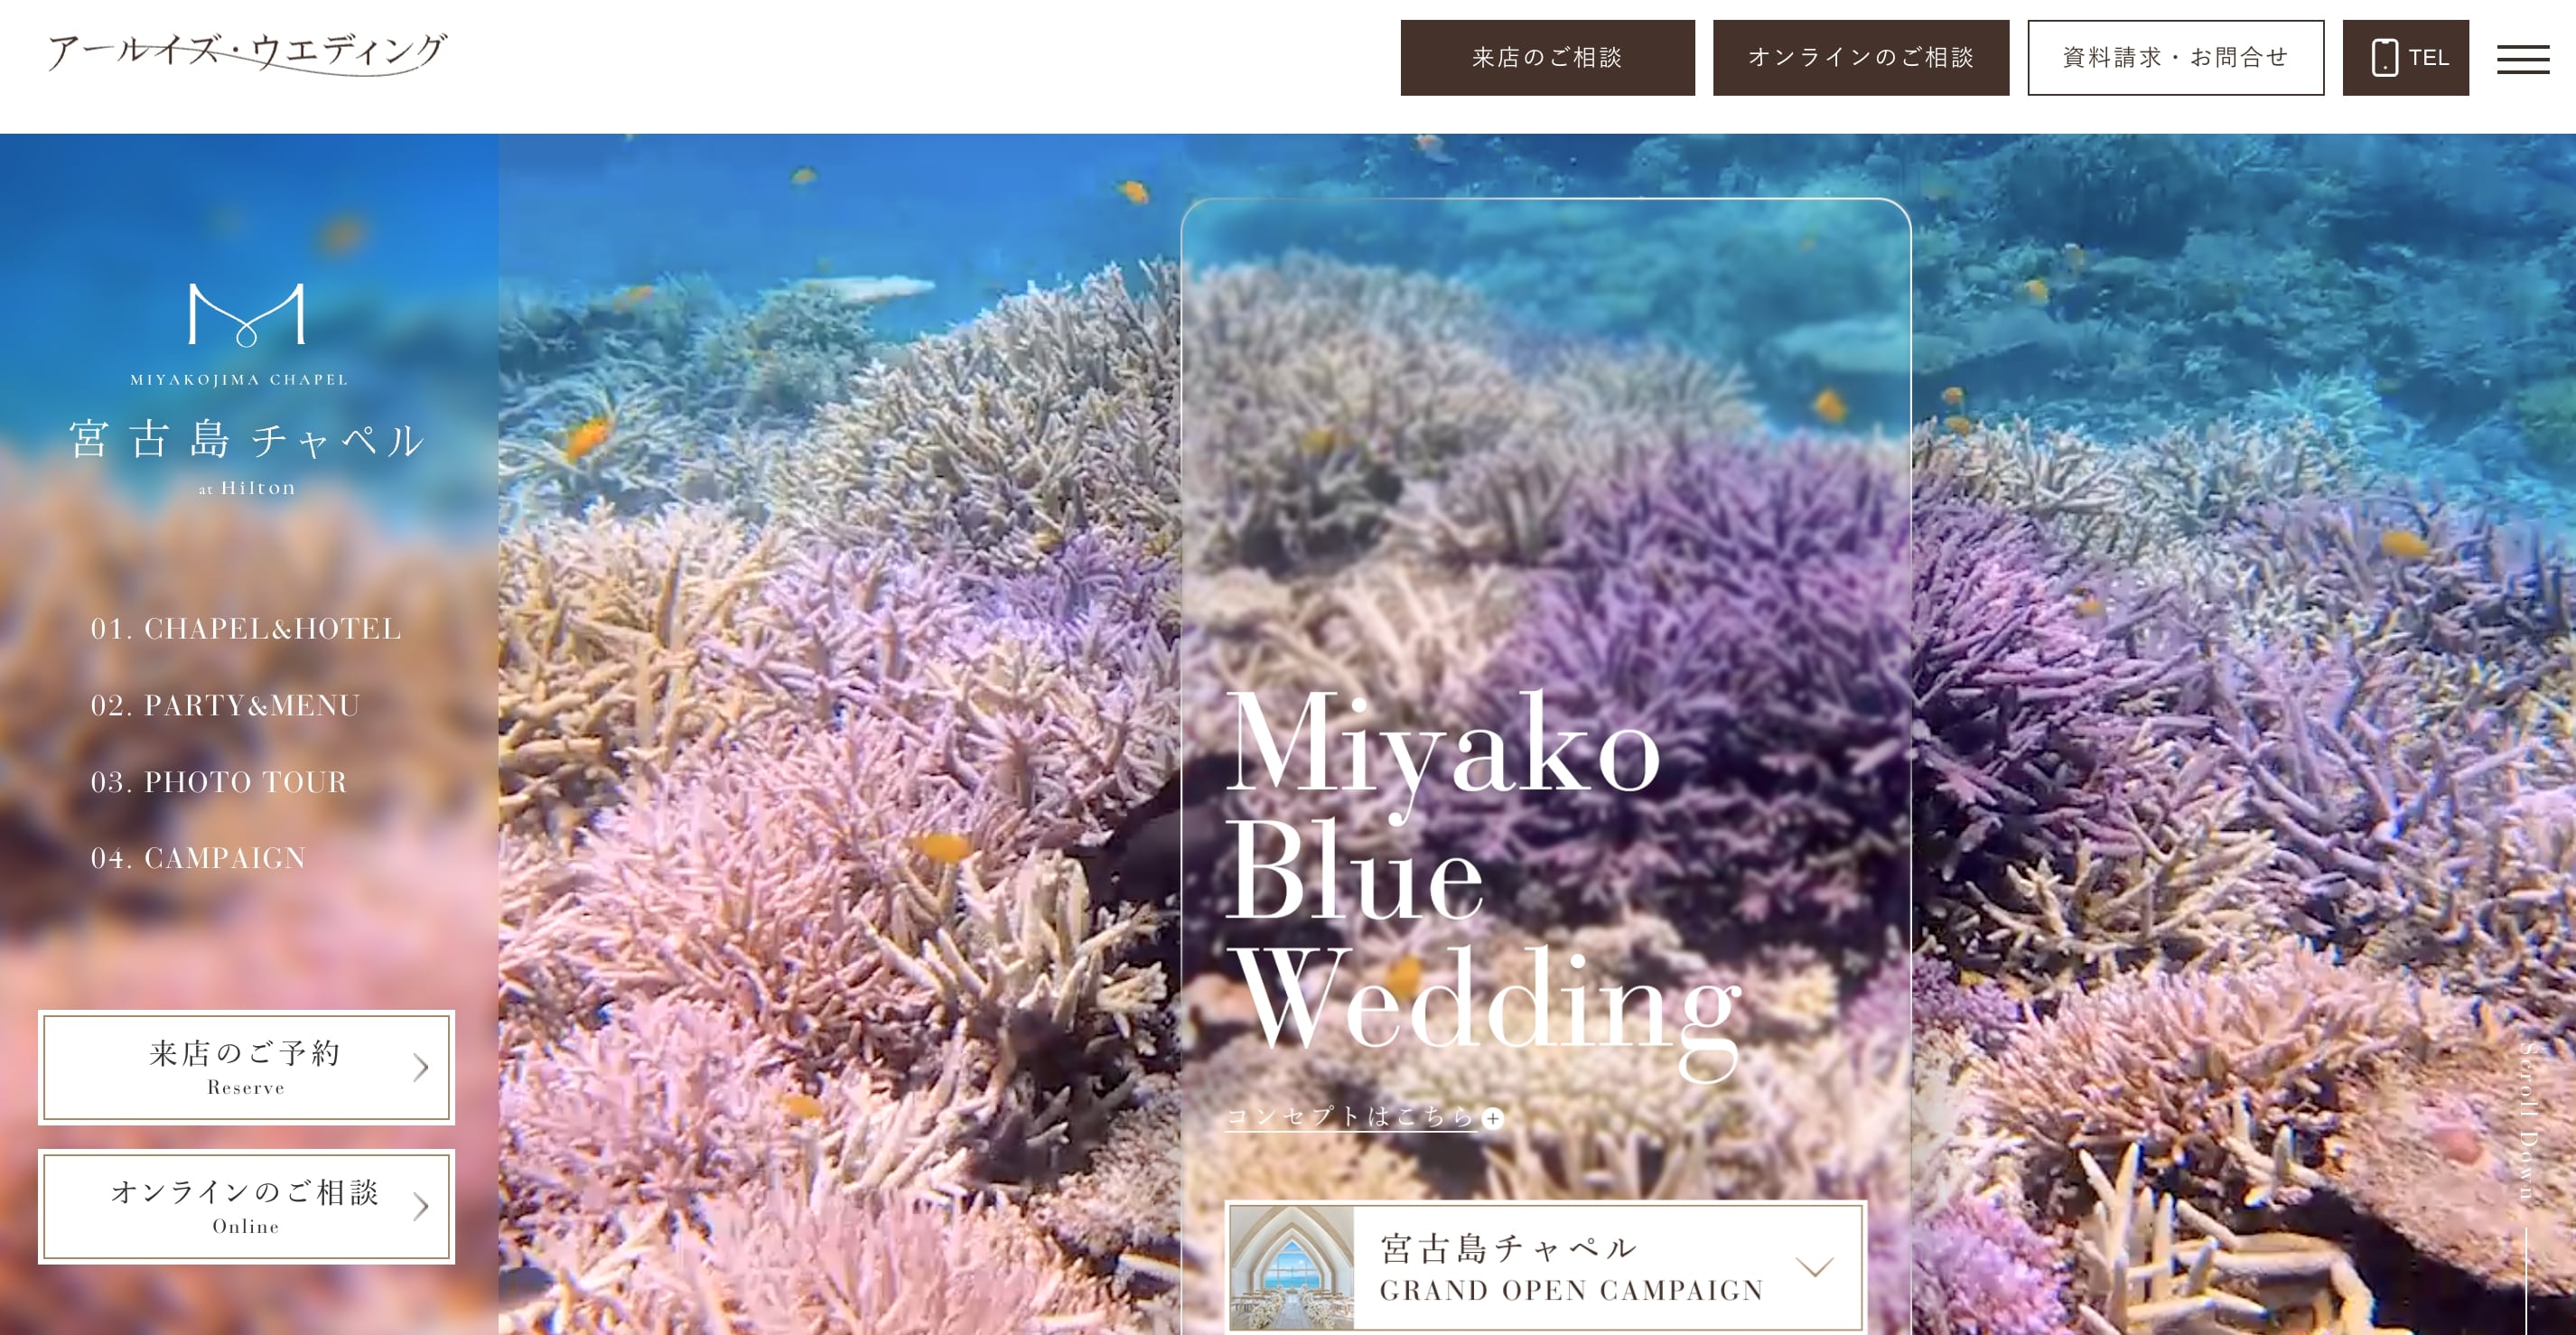 アールイズ・ウエディング
来店のご相談
オンラインのご相談
資料請求・お問合せ
TEL
MIYAKOJIMA CHAPEL
宮古島チャペル
at Hilton
01. CHAPEL&HOTEL
02. PARTY&MENU
03. PHOTO TOUR
04. CAMPAIGN
来店のご予約
Reserve
オンラインのご相談
Online
Miyako
Blue
Wedding
コンセプトはこちら
宮古島チャペル
GRAND OPEN CAMPAIGN
Scroll Down